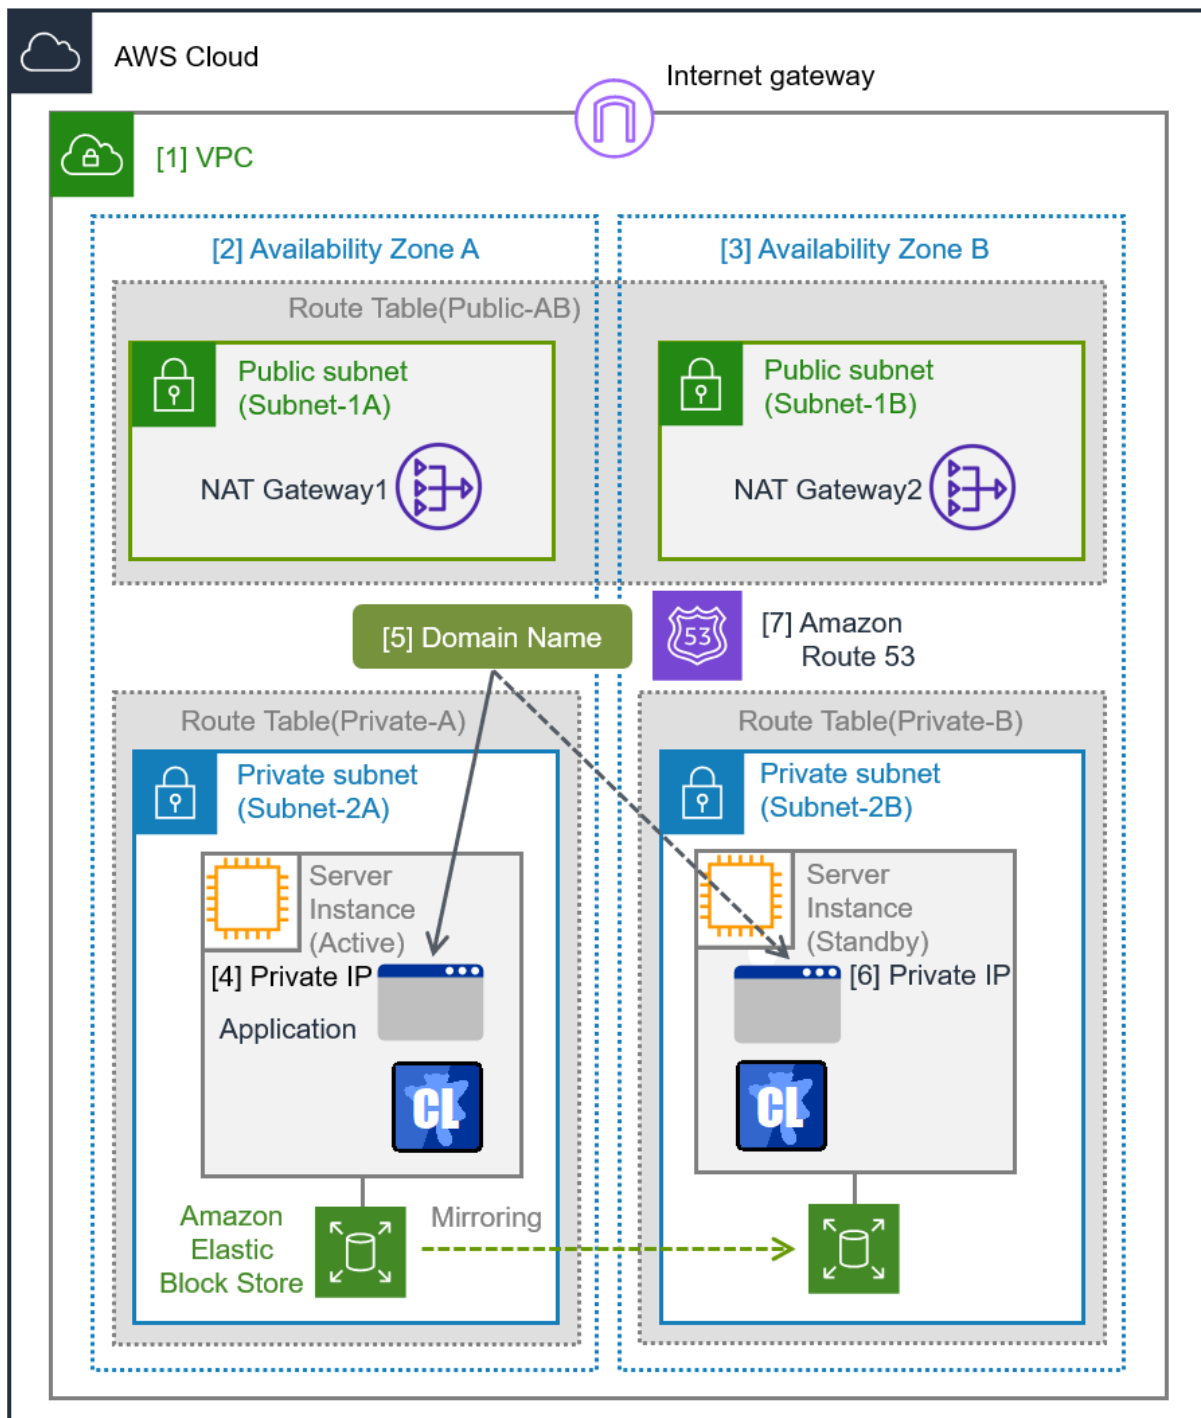 AWS Cloud
Internet gateway
[1] VPC
[2] Availability Zone A
[3] Availability Zone B
Route Table(Public-AB)
Public subnet
(Subnet-1A)
Public subnet
(Subnet-1B)
NAT Gateway1
NAT Gateway2
[5] Domain Name
53
[7] Amazon
Route 53
Route Table(Private-A)
Route Table(Private-B)
Private subnet
(Subnet-2A)
Private subnet
(Subnet-2B)
Server
Instance
(Active)
Server
Instance
(Standby)
[4] Private IP
[6] Private IP
Application
CL
CL
Amazon
Elastic
Block Store
Mirroring